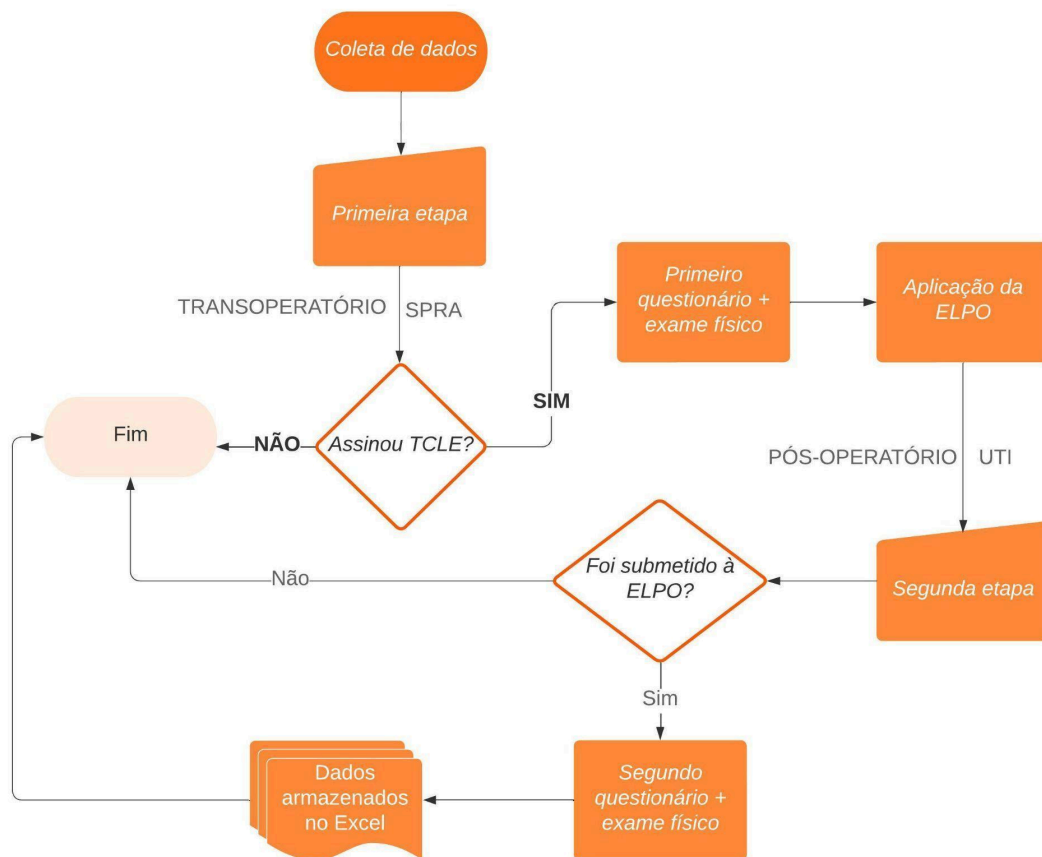 Coleta de dados
Primeira etapa
TRANSOPERATÓRIO
SPRA
Assinou TCLE?
NÃO
Fim
SIM
Primeiro
questionário +
exame físico
Aplicação da
ELPO
PÓS-OPERATÓRIO
UTI
Segunda etapa
Foi submetido à
ELPO?
Não
Sim
Segundo
questionário +
exame físico
Dados
armazenados
no Excel